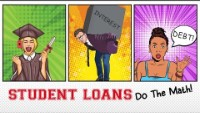 INTEREST
DEBT!
STUDENT LOANS Do The Math!